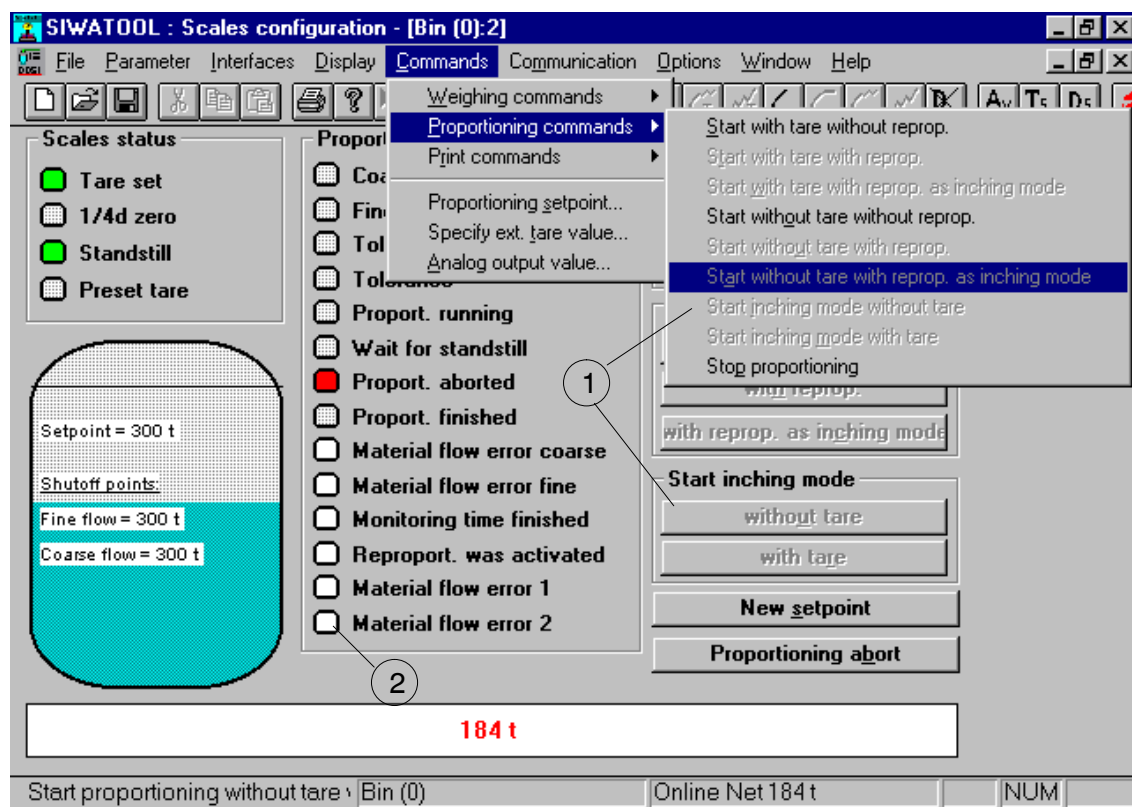 SIWATOOL : Scales configuration - [Bin (0):2]
File Parameter Interfaces Display Commands Communication Options Window Help
Weighing commands
Proportioning commands
Print commands
Proportioning setpoint...
Specify ext. tare value...
Analog output value...
Start with tare without reprop.
Start with tare with reprop.
Start with tare with reprop. as inching mode
Start without tare without reprop.
Start without tare with reprop.
Start without tare with reprop. as inching mode
Start inching mode without tare
Start inching mode with tare
Stop proportioning
Scales status
Tare set
1/4d zero
Standstill
Preset tare
Setpoint = 300 t
Shutoff points:
Fine flow = 300 t
Coarse flow = 300 t
Proport. running
Wait for standstill
Proport. aborted
Proport. finished
Material flow error coarse
Material flow error fine
Monitoring time finished
Reproport. was activated
Material flow error 1
Material flow error 2
1
2
with reprop.
with reprop. as inching mode
Start inching mode
without tare
with tare
New setpoint
Proportioning abort
184 t
Start proportioning without tare
Bin (0)
Online Net 184 t
NUM